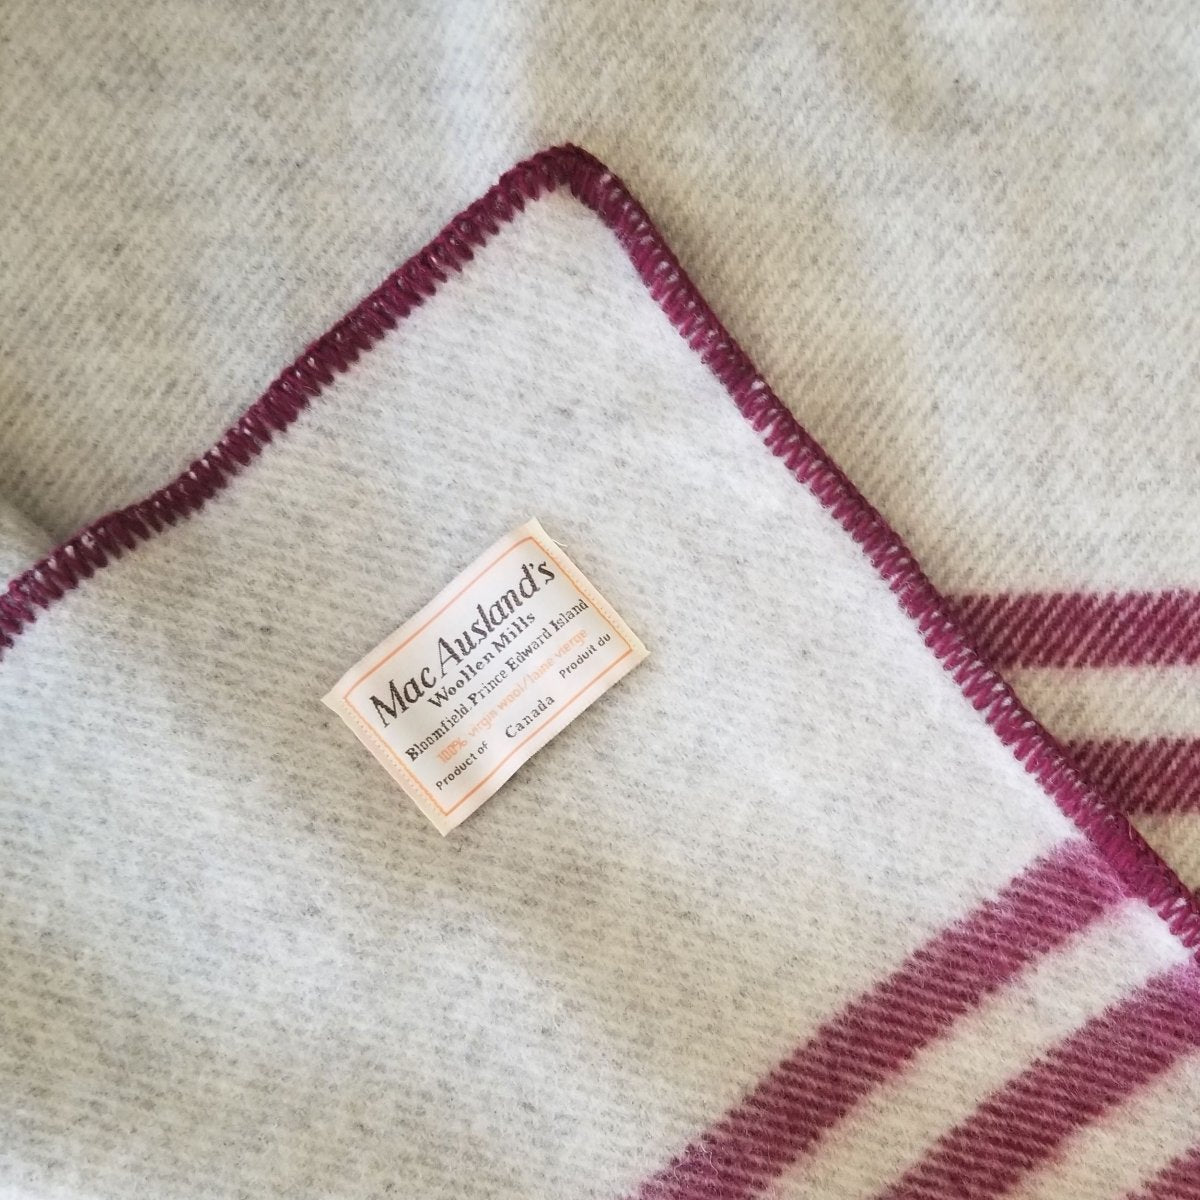 MacAusland's
Woollen Mills
Bloomfield, Prince Edward Island
100% virgin wool/laine vierge
Product of Canada Produit du